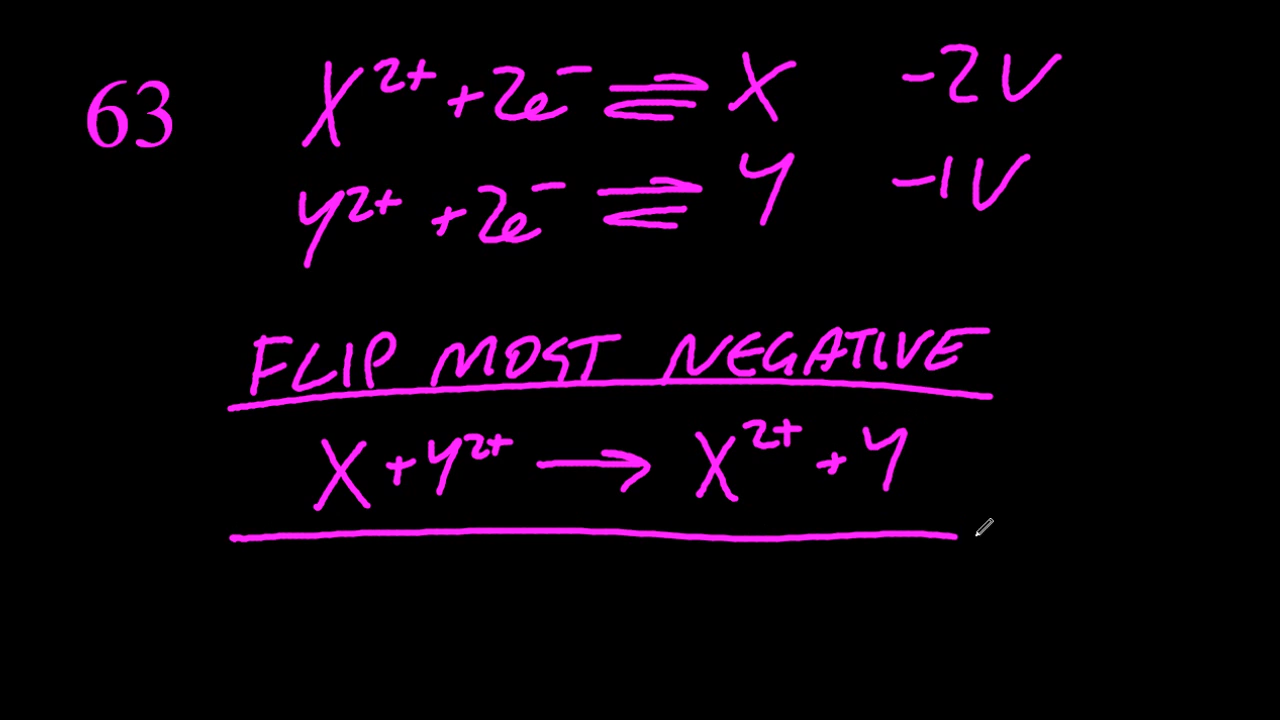 63
X²⁺ + 2e⁻ ⇌ X -2V
Y²⁺ + 2e⁻ ⇌ Y -1V
FLIP MOST NEGATIVE
X + Y²⁺ → X²⁺ + Y